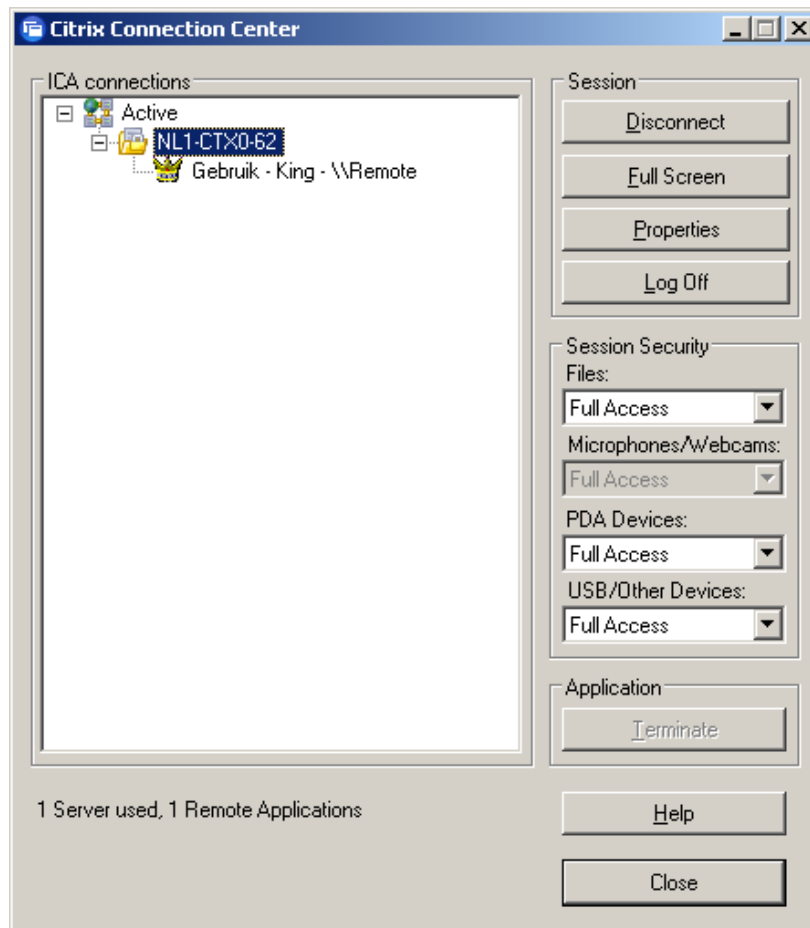 Citrix Connection Center
ICA connections
Active
NL1-CTX0-62
Gebruik - King - \\Remote
Session
Disconnect
Full Screen
Properties
Log Off
Session Security
Files:
Full Access
Microphones/Webcams:
Full Access
PDA Devices:
Full Access
USB/Other Devices:
Full Access
Application
Terminate
1 Server used, 1 Remote Applications
Help
Close